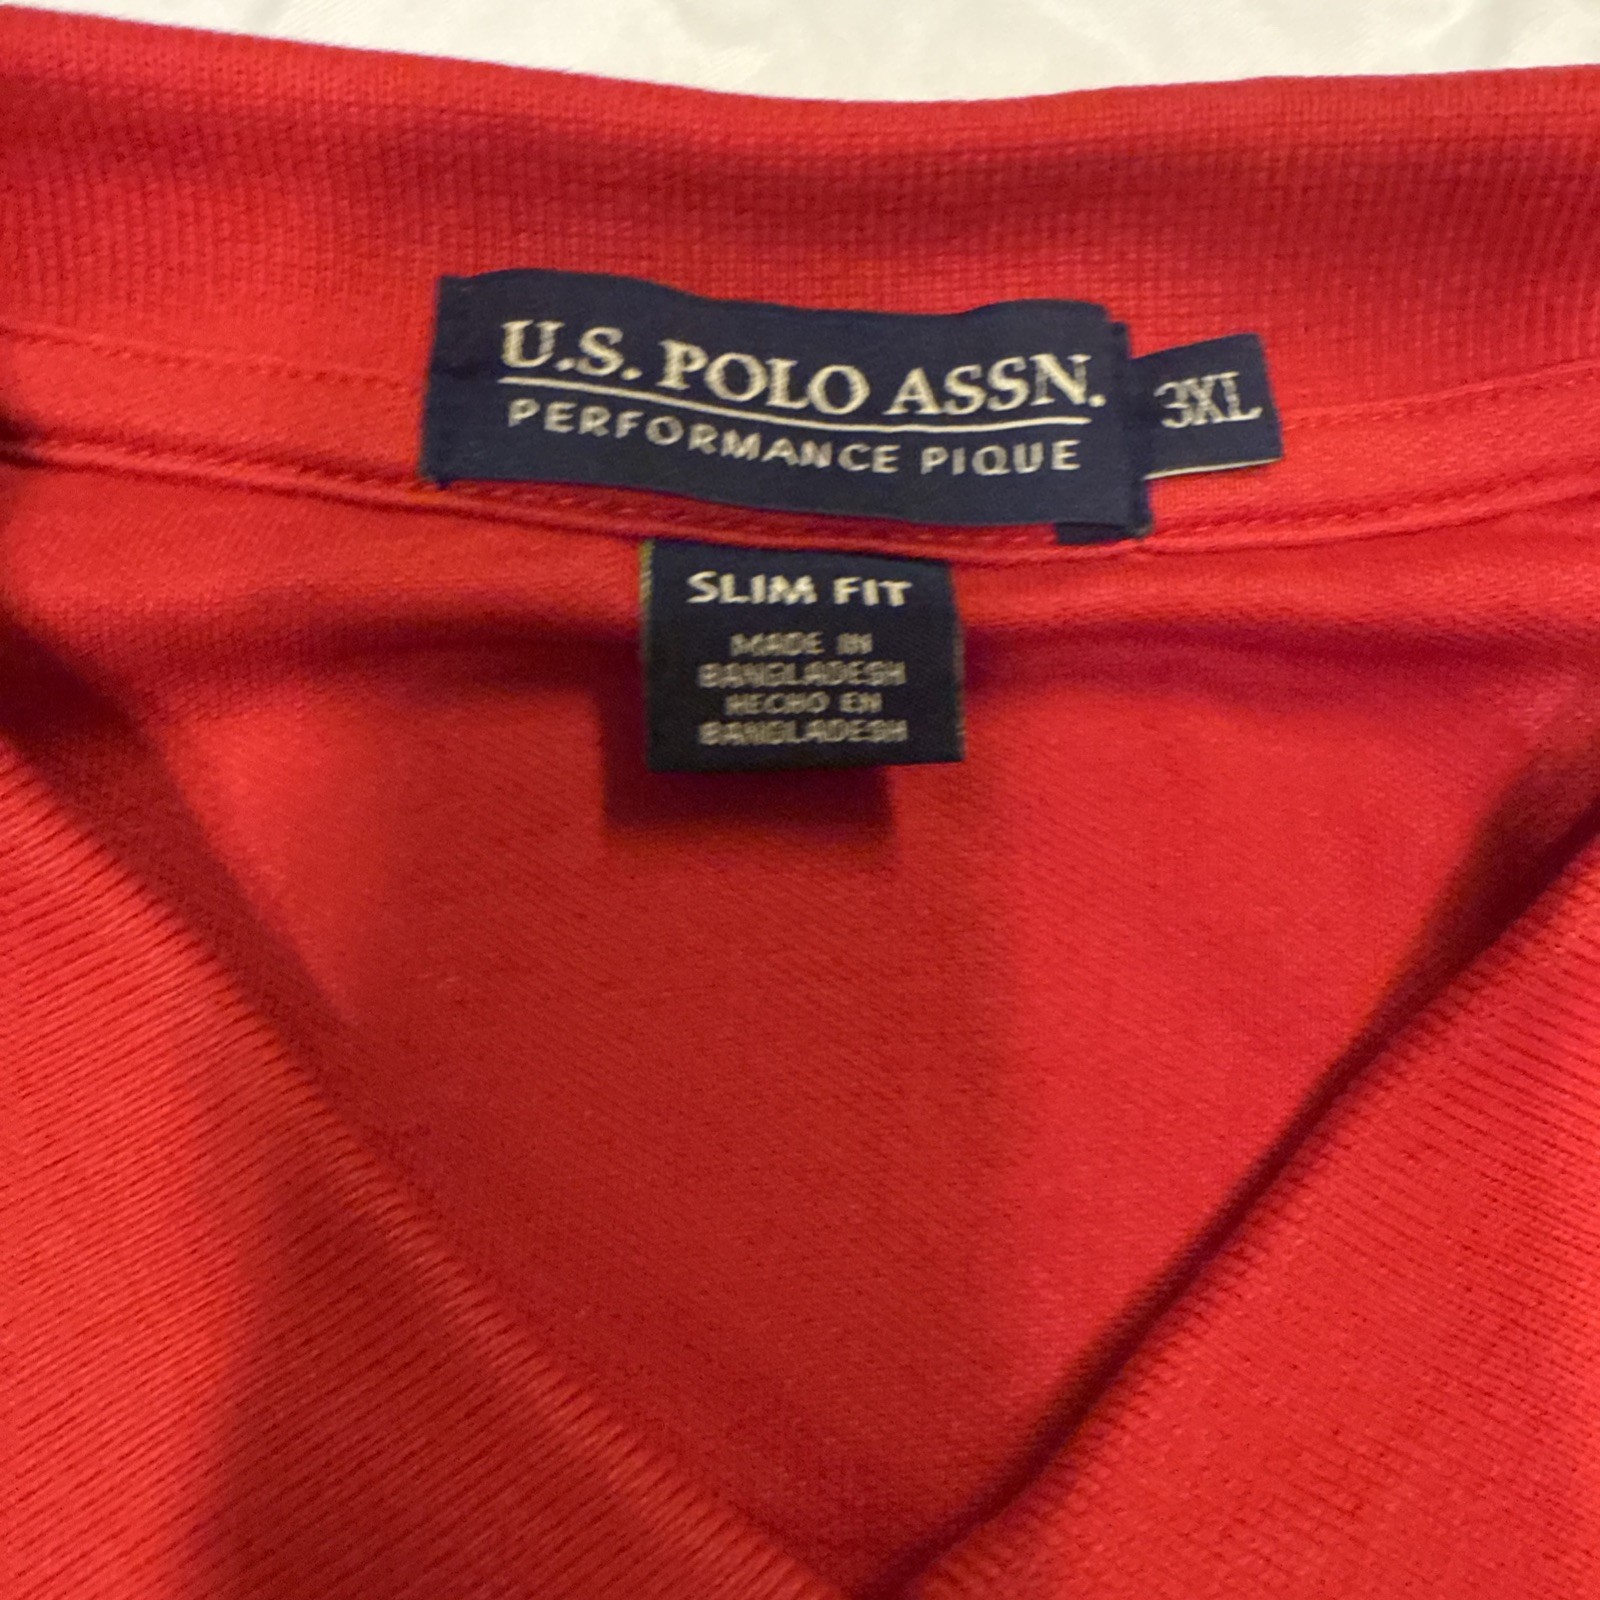 U.S. POLO ASSN.
PERFORMANCE PIQUE
3XL
SLIM FIT
MADE IN
BANGLADESH
HECHO EN
BANGLADESH